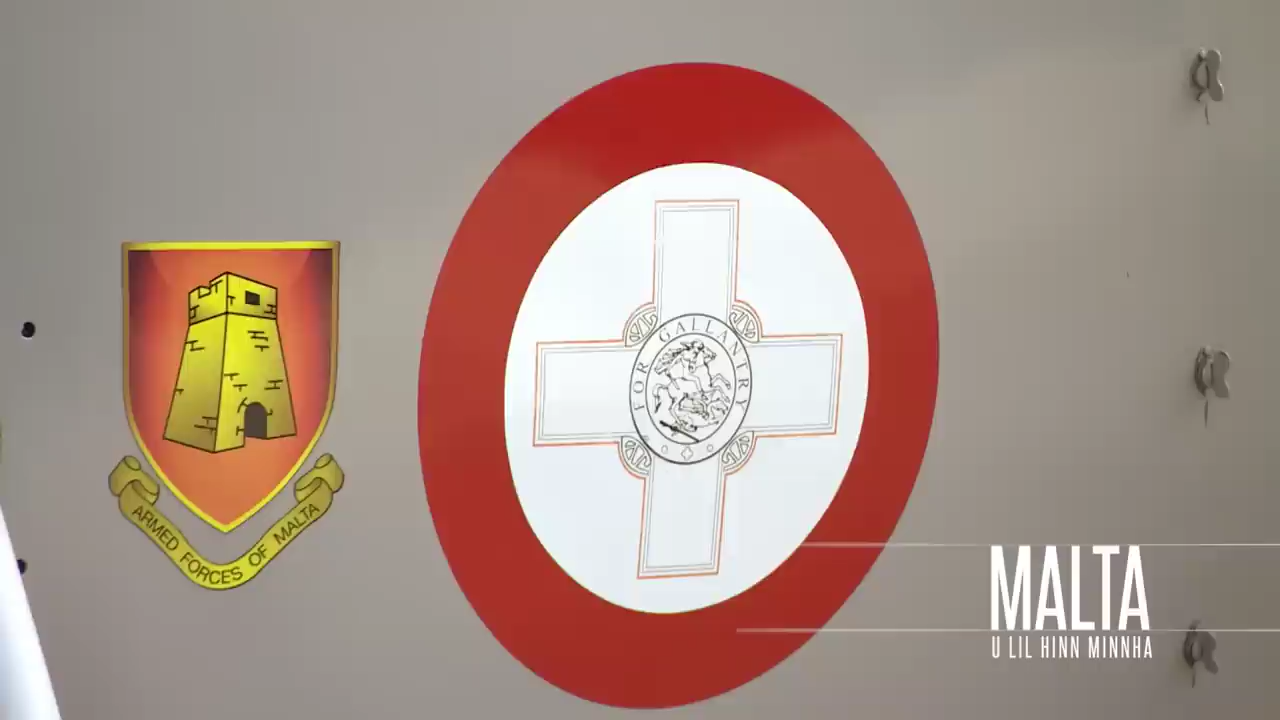 ARMED FORCES OF MALTA
FOR GALLANTRY
MALTA
U LIL HINN MINNHA